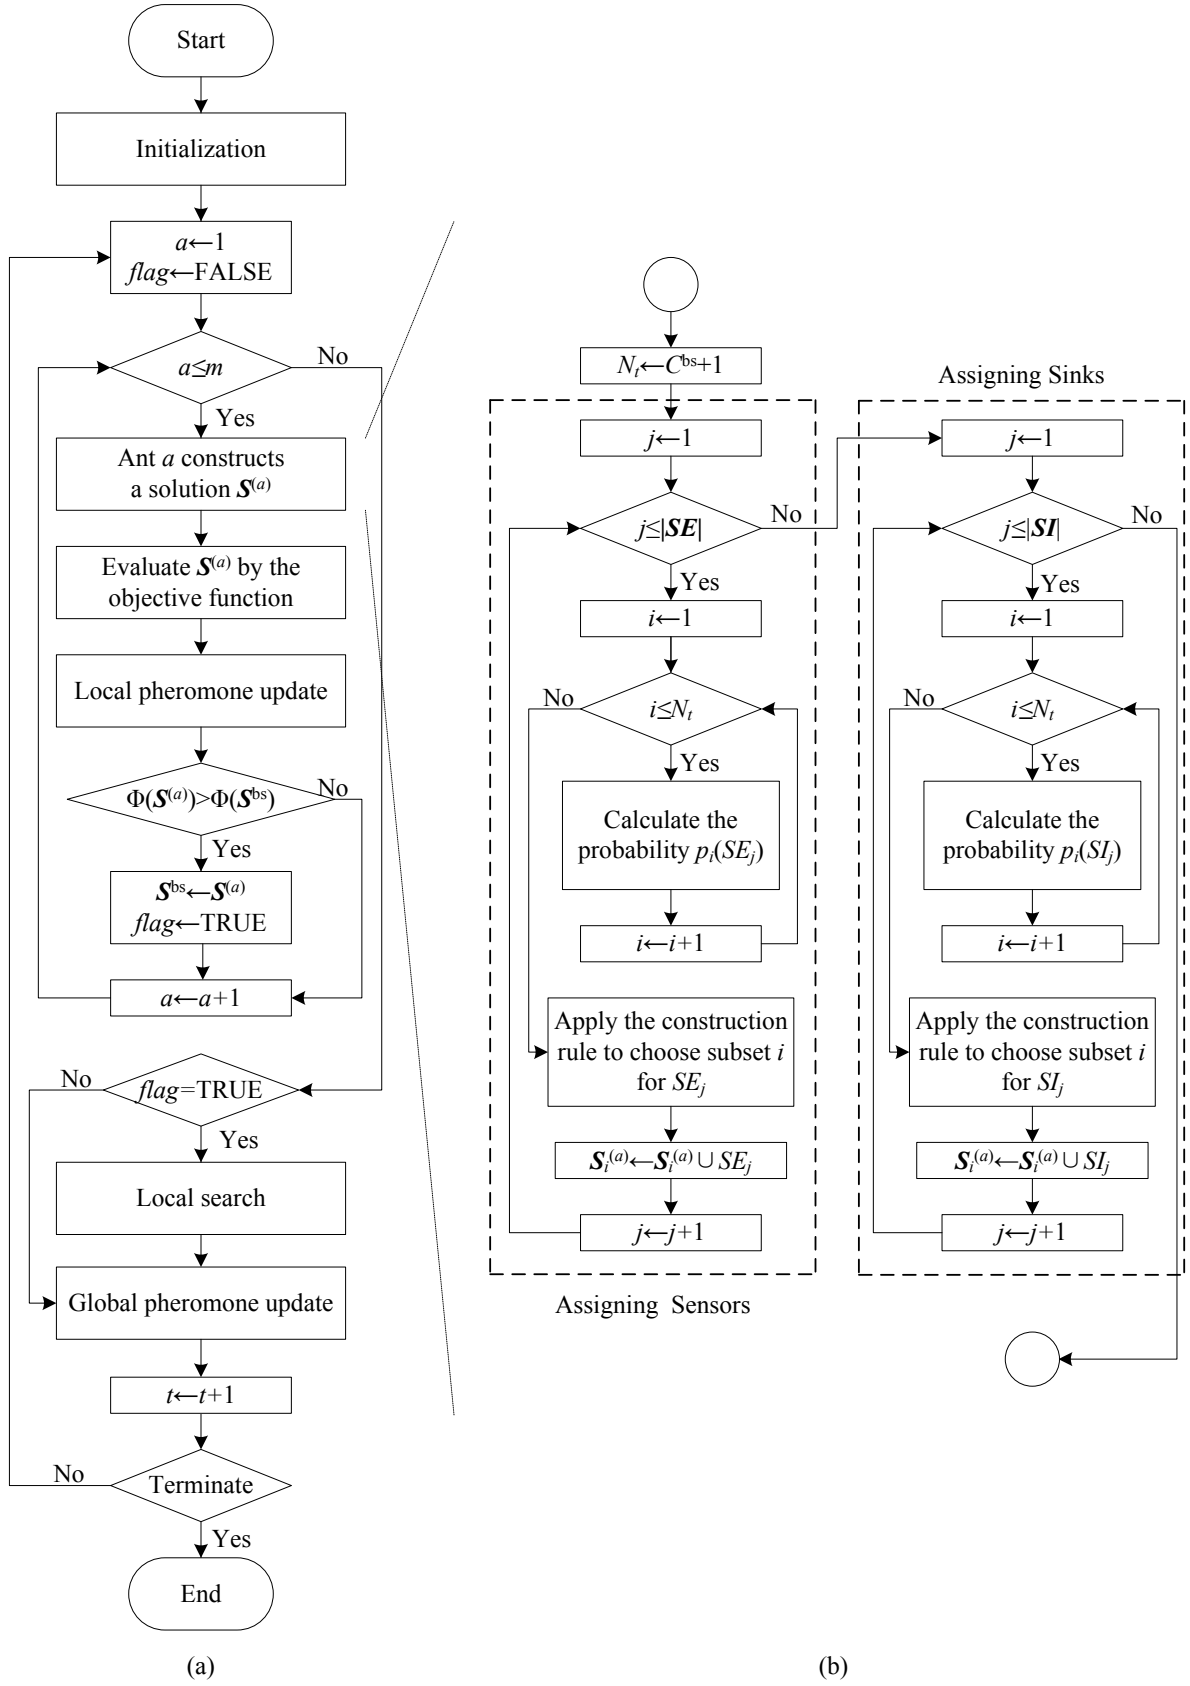 Start
Initialization
a←1
flag←FALSE
a≤m
No
Yes
Ant a constructs
a solution S⁽ᵃ⁾
Evaluate S⁽ᵃ⁾ by the
objective function
Local pheromone update
Φ(S⁽ᵃ⁾)>Φ(Sᵇˢ)
No
Yes
Sᵇˢ←S⁽ᵃ⁾
flag←TRUE
a←a+1
flag=TRUE
No
Yes
Local search
Global pheromone update
t←t+1
Terminate
No
Yes
End
(a)
Nₜ←Cᵇˢ+1
j←1
j≤|SE|
No
Yes
i←1
i≤Nₜ
No
Yes
Calculate the
probability pᵢ(SEⱼ)
i←i+1
Apply the construction
rule to choose subset i
for SEⱼ
Sᵢ⁽ᵃ⁾←Sᵢ⁽ᵃ⁾∪SEⱼ
j←j+1
Assigning Sensors
Assigning Sinks
j←1
j≤|SI|
No
Yes
i←1
i≤Nₜ
No
Yes
Calculate the
probability pᵢ(SIⱼ)
i←i+1
Apply the construction
rule to choose subset i
for SIⱼ
Sᵢ⁽ᵃ⁾←Sᵢ⁽ᵃ⁾∪SIⱼ
j←j+1
(b)